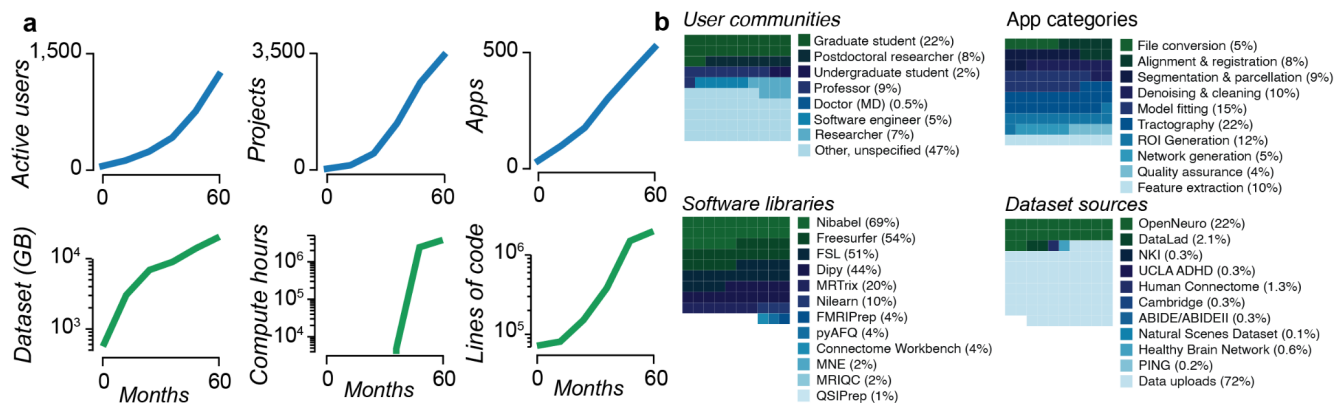 a
Active users
1,500
0
0
60
Projects
3,500
0
0
60
Apps
500
0
0
60
Dataset (GB)
10⁴
10³
0
60
Months
Compute hours
10⁶
10⁵
10⁴
0
60
Months
Lines of code
10⁶
10⁵
0
60
Months
b
User communities
Graduate student (22%)
Postdoctoral researcher (8%)
Undergraduate student (2%)
Professor (9%)
Doctor (MD) (0.5%)
Software engineer (5%)
Researcher (7%)
Other, unspecified (47%)
App categories
File conversion (5%)
Alignment & registration (8%)
Segmentation & parcellation (9%)
Denoising & cleaning (10%)
Model fitting (15%)
Tractography (22%)
ROI Generation (12%)
Network generation (5%)
Quality assurance (4%)
Feature extraction (10%)
Software libraries
Nibabel (69%)
Freesurfer (54%)
FSL (51%)
Dipy (44%)
MRTrix (20%)
Nilearn (10%)
FMRIPrep (4%)
pyAFQ (4%)
Connectome Workbench (4%)
MNE (2%)
MRIQC (2%)
QSIPrep (1%)
Dataset sources
OpenNeuro (22%)
DataLad (2.1%)
NKI (0.3%)
UCLA ADHD (0.3%)
Human Connectome (1.3%)
Cambridge (0.3%)
ABIDE/ABIDEII (0.3%)
Natural Scenes Dataset (0.1%)
Healthy Brain Network (0.6%)
PING (0.2%)
Data uploads (72%)